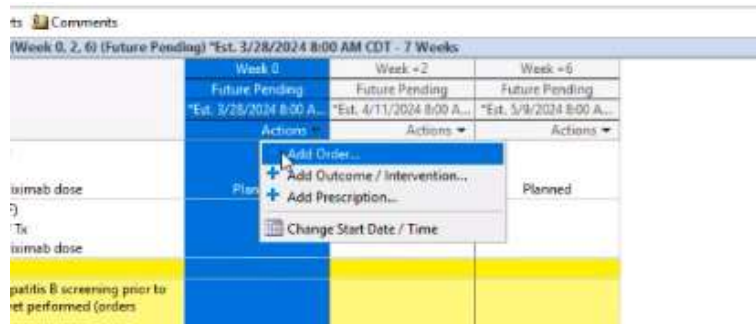 ts Comments
(Week 0, 2, 6) (Future Pending) *Est. 3/28/2024 8:00 AM CDT - 7 Weeks
Week 0 Week +2 Week +6
Future Pending Future Pending Future Pending
*Est. 3/28/2024 8:00 A... *Est. 4/11/2024 8:00 A... *Est. 5/9/2024 8:00 A...
Actions Actions Actions
Add Order...
Add Outcome / Intervention...
iximab dose Plan Planned
Add Prescription...
F)
Tx
Change Start Date / Time
iximab dose
patitis B screening prior to
et performed (orders